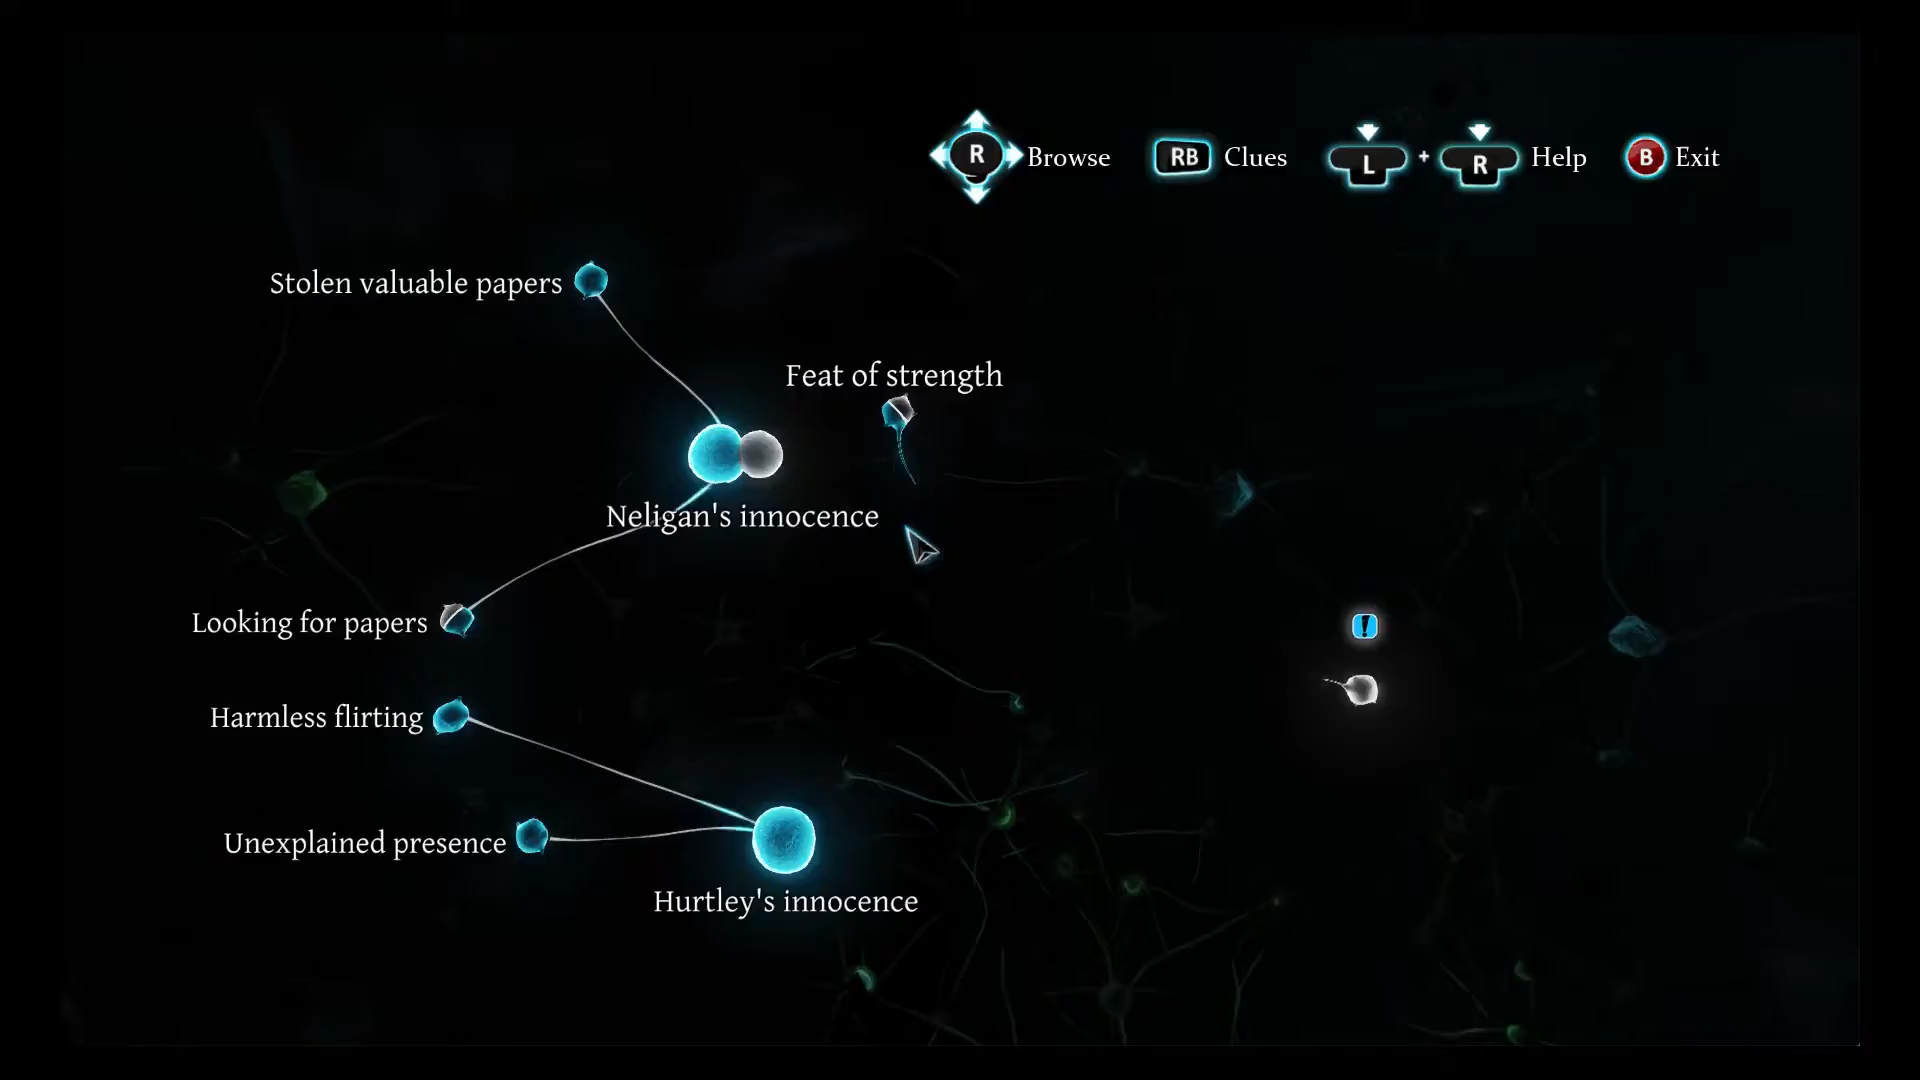 R Browse RB Clues L + R Help B Exit
Stolen valuable papers
Feat of strength
Neligan's innocence
Looking for papers
!
Harmless flirting
Unexplained presence
Hurtley's innocence